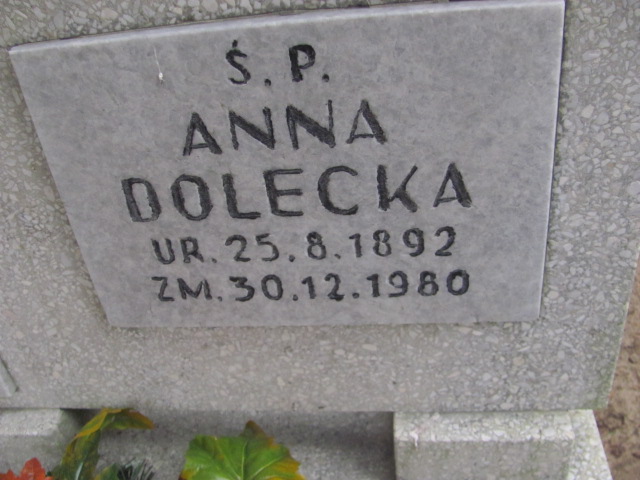 Ś.P.
ANNA
DOLECKA
UR.25.8.1892
ZM.30.12.1980